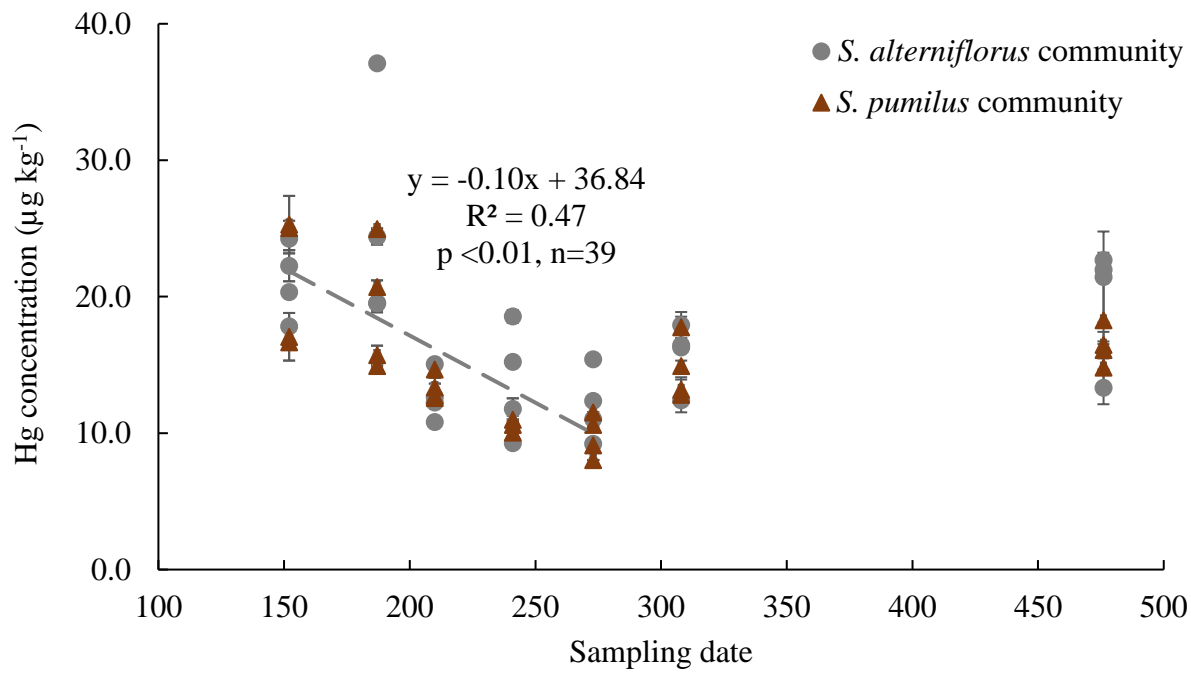 40.0
30.0
20.0
10.0
0.0
Hg concentration (µg kg⁻¹)
S. alterniflorus community
S. pumilus community
y = -0.10x + 36.84
R² = 0.47
p <0.01, n=39
100 150 200 250 300 350 400 450 500
Sampling date